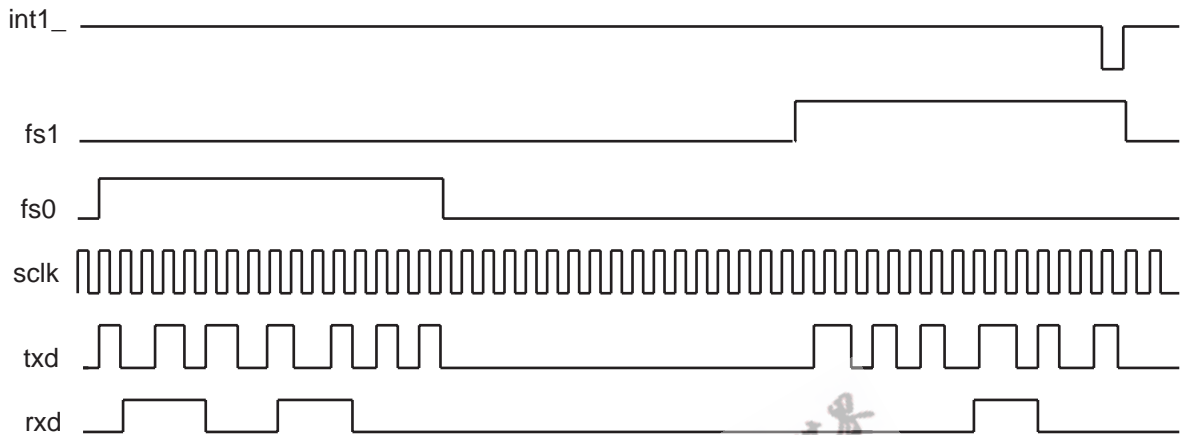 int1_
fs1
fs0
sclk
txd
rxd